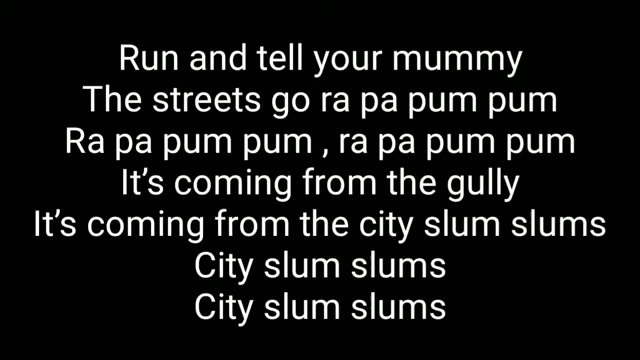 Run and tell your mummy
The streets go ra pa pum pum
Ra pa pum pum , ra pa pum pum
It’s coming from the gully
It’s coming from the city slum slums
City slum slums
City slum slums